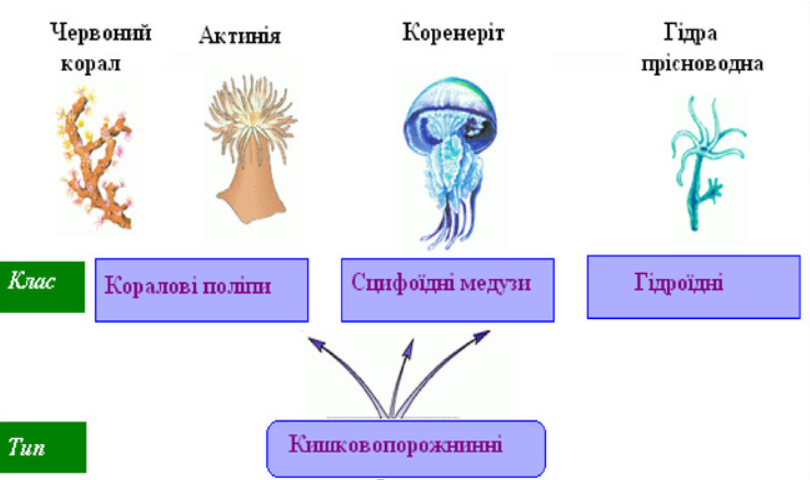 Червоний
корал
Актинія
Коренеріт
Гідра
прісноводна
Клас
Коралові поліпи
Сцифоїдні медузи
Гідроїдні
Тип
Кишковопорожнинні